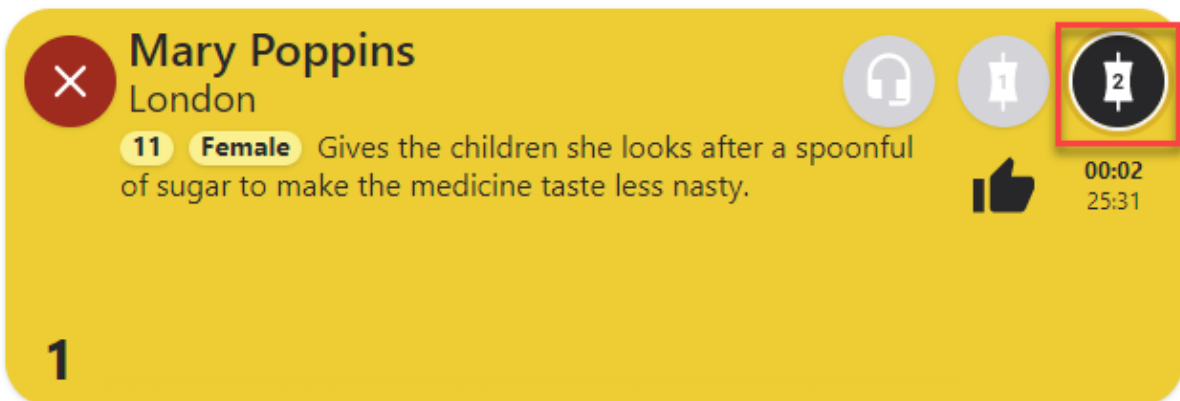 Mary Poppins
London
1
2
11 Female Gives the children she looks after a spoonful
of sugar to make the medicine taste less nasty.
00:02
25:31
1